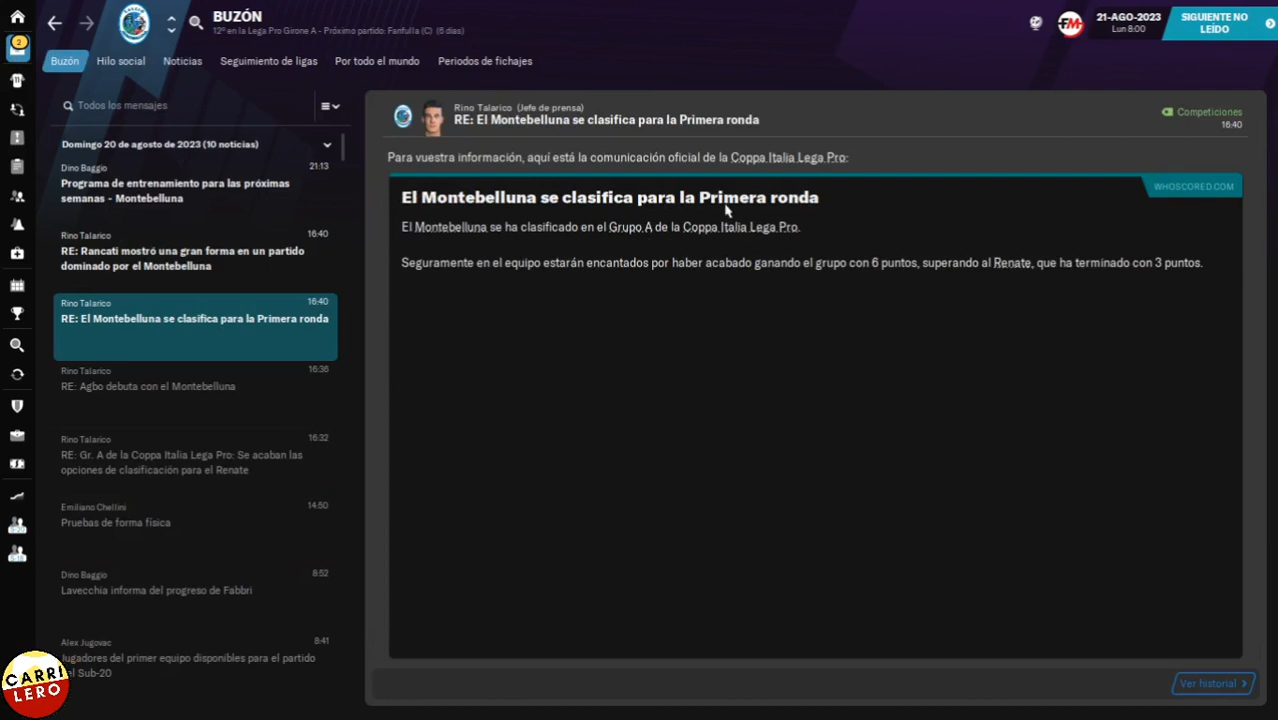 BUZÓN
12º en la Lega Pro Girone A - Próximo partido: Fanfulla (C) (6 días)
FM
21-AGO-2023
Lun 8:00
SIGUIENTE NO
LEÍDO
2
Buzón
Hilo social
Noticias
Seguimiento de ligas
Por todo el mundo
Periodos de fichajes
Todos los mensajes
Domingo 20 de agosto de 2023 (10 noticias)
Dino Baggio
21:13
Programa de entrenamiento para las próximas
semanas - Montebelluna
Rino Talarico
16:40
RE: Rancati mostró una gran forma en un partido
dominado por el Montebelluna
Rino Talarico
16:40
RE: El Montebelluna se clasifica para la Primera ronda
Rino Talarico
16:36
RE: Agbo debuta con el Montebelluna
Rino Talarico
16:32
RE: Gr. A de la Coppa Italia Lega Pro: Se acaban las
opciones de clasificación para el Renate
Emiliano Chellini
14:50
Pruebas de forma física
Dino Baggio
8:52
Lavecchia informa del progreso de Fabbri
Alex Jugovac
8:41
Jugadores del primer equipo disponibles para el partido
el Sub-20
Rino Talarico (Jefe de prensa)
RE: El Montebelluna se clasifica para la Primera ronda
Competiciones
16:40
Para vuestra información, aquí está la comunicación oficial de la Coppa Italia Lega Pro:
WHOSCORED.COM
El Montebelluna se clasifica para la Primera ronda
El Montebelluna se ha clasificado en el Grupo A de la Coppa Italia Lega Pro.
Seguramente en el equipo estarán encantados por haber acabado ganando el grupo con 6 puntos, superando al Renate, que ha terminado con 3 puntos.
Ver historial
CARRI
LERO